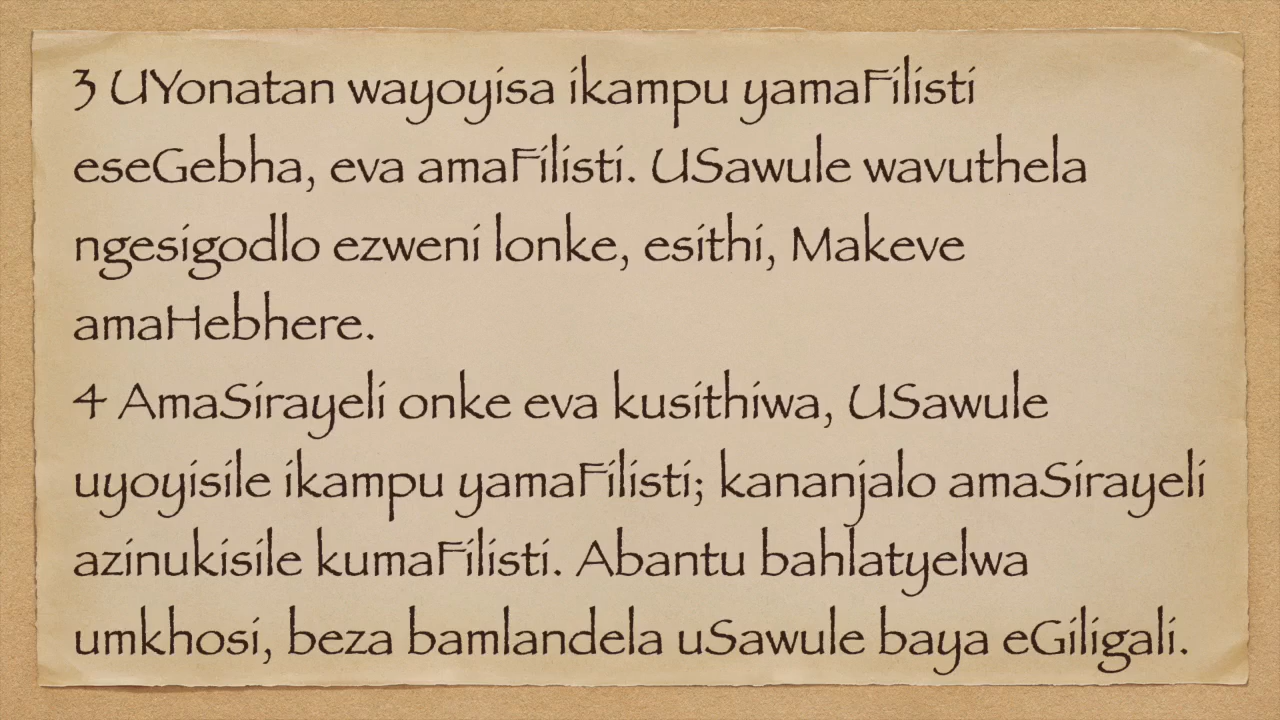 3 UYonatan wayoyisa ikampu yamaFilisti
eseGebha, eva amaFilisti. USawule wavuthela
ngesigodlo ezweni lonke, esithi, Makeve
amaHebhere.
4 AmaSirayeli onke eva kusithiwa, USawule
uyoyisile ikampu yamaFilisti; kananjalo amaSirayeli
azinukisile kumaFilisti. Abantu bahlatyelwa
umkhosi, beza bamlandela uSawule baya eGiligali.